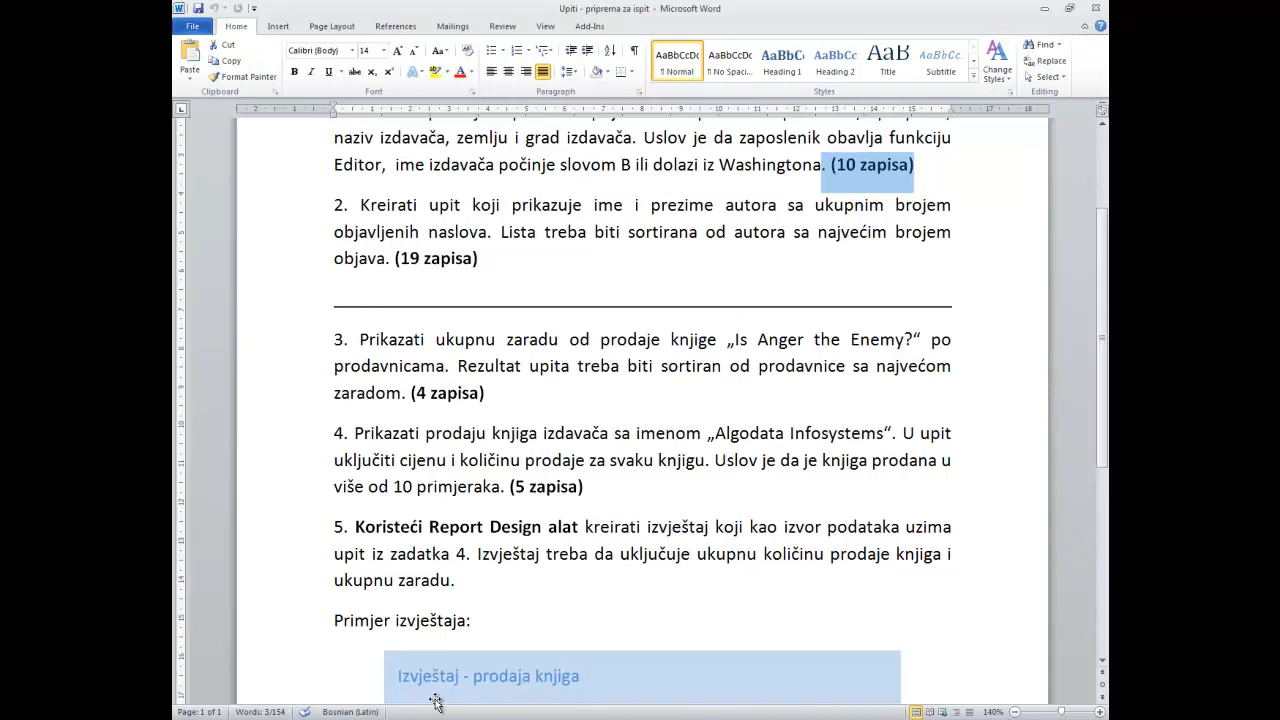 Upiti - priprema za ispit - Microsoft Word
File Home Insert Page Layout References Mailings Review View Add-Ins
Paste
Cut
Copy
Format Painter
Calibri (Body) 14
AaBbCcDc AaBbCcDc AaBbC AaBbCc AaB AaBbCc
¶ Normal ¶ No Spaci... Heading 1 Heading 2 Title Subtitle
Change Styles
Find
Replace
Select
Clipboard Font Paragraph Styles Editing
naziv izdavača, zemlju i grad izdavača. Uslov je da zaposlenik obavlja funkciju
Editor, ime izdavača počinje slovom B ili dolazi iz Washingtona. (10 zapisa)
2. Kreirati upit koji prikazuje ime i prezime autora sa ukupnim brojem
objavljenih naslova. Lista treba biti sortirana od autora sa najvećim brojem
objava. (19 zapisa)
3. Prikazati ukupnu zaradu od prodaje knjige „Is Anger the Enemy?“ po
prodavnicama. Rezultat upita treba biti sortiran od prodavnice sa najvećom
zaradom. (4 zapisa)
4. Prikazati prodaju knjiga izdavača sa imenom „Algodata Infosystems“. U upit
uključiti cijenu i količinu prodaje za svaku knjigu. Uslov je da je knjiga prodana u
više od 10 primjeraka. (5 zapisa)
5. Koristeći Report Design alat kreirati izvještaj koji kao izvor podataka uzima
upit iz zadatka 4. Izvještaj treba da uključuje ukupnu količinu prodaje knjiga i
ukupnu zaradu.
Primjer izvještaja:
Izvještaj - prodaja knjiga
Page: 1 of 1 Words: 3/154 Bosnian (Latin) 140%